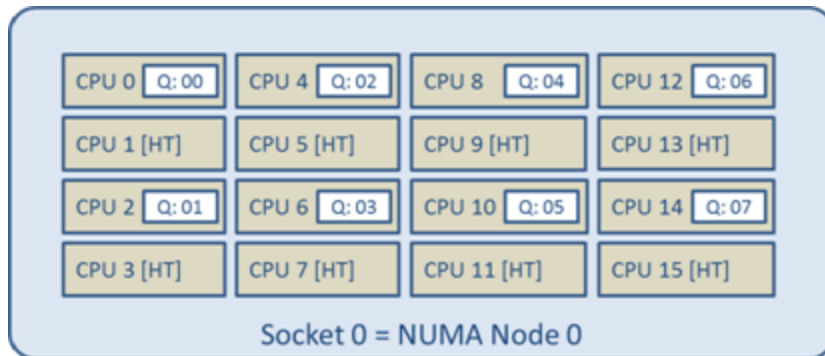 CPU 0 Q: 00 CPU 4 Q: 02 CPU 8 Q: 04 CPU 12 Q: 06
CPU 1 [HT] CPU 5 [HT] CPU 9 [HT] CPU 13 [HT]
CPU 2 Q: 01 CPU 6 Q: 03 CPU 10 Q: 05 CPU 14 Q: 07
CPU 3 [HT] CPU 7 [HT] CPU 11 [HT] CPU 15 [HT]
Socket 0 = NUMA Node 0